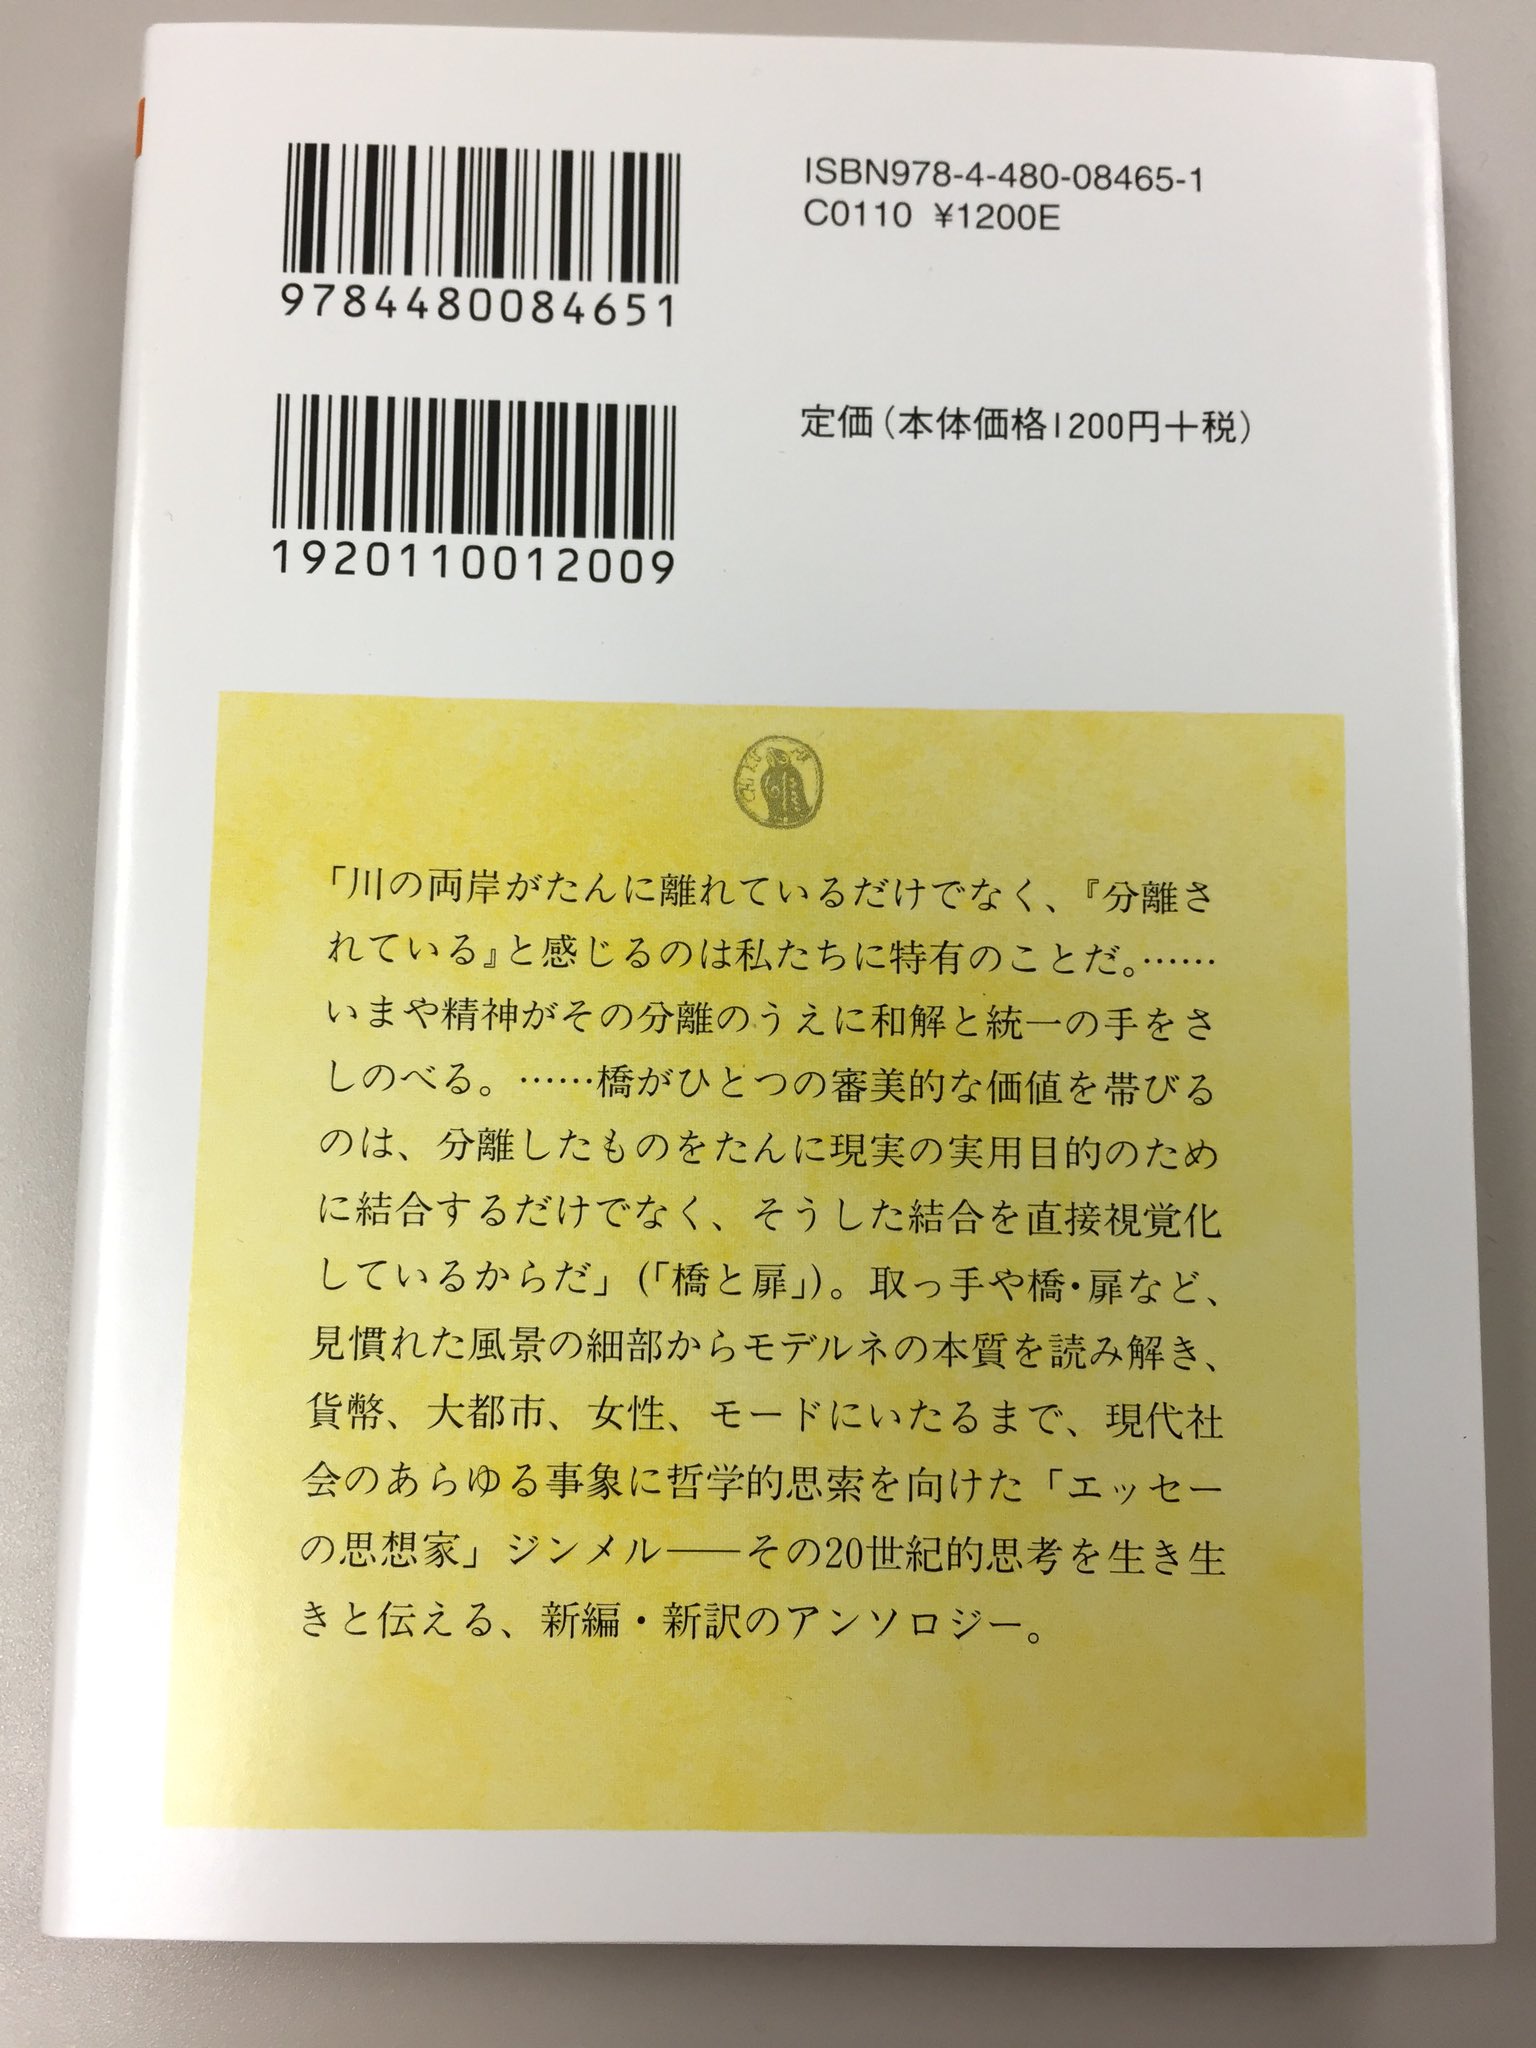 ISBN978-4-480-08465-1
C0110 ¥1200E
9784480084651
定価(本体価格1200円+税)
1920110012009
「川の両岸がたんに離れているだけでなく、『分離さ
れている』と感じるのは私たちに特有のことだ。……
いまや精神がその分離のうえに和解と統一の手をさ
しのべる。……橋がひとつの審美的な価値を帯びる
のは、分離したものをたんに現実の実用目的のため
に結合するだけでなく、そうした結合を直接視覚化
しているからだ」(「橋と扉」)。取っ手や橋・扉など、
見慣れた風景の細部からモデルネの本質を読み解き、
貨幣、大都市、女性、モードにいたるまで、現代社
会のあらゆる事象に哲学的思索を向けた「エッセー
の思想家」ジンメル——その20世紀的思考を生き生
きと伝える、新編・新訳のアンソロジー。